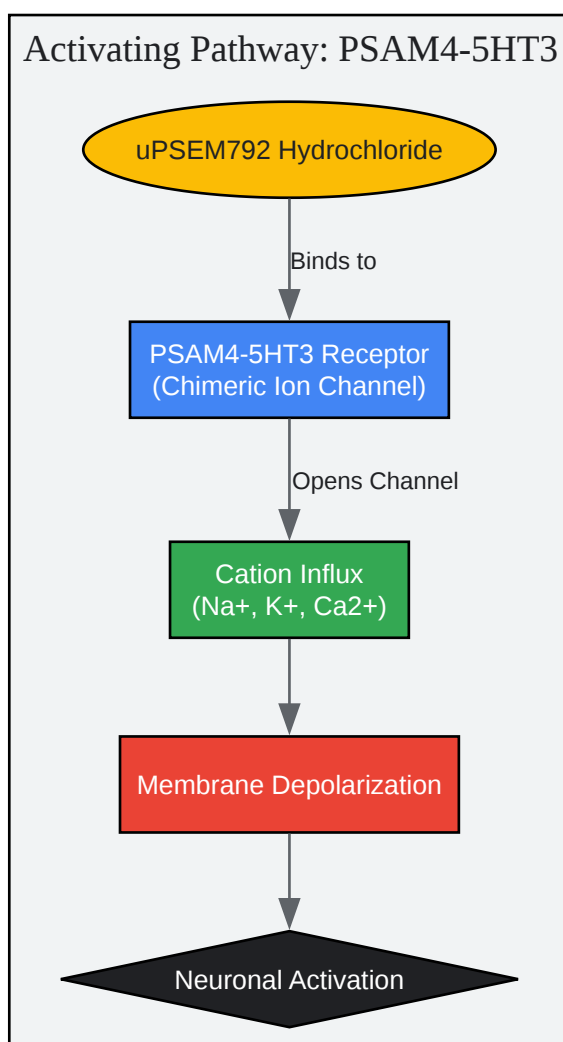 Activating Pathway: PSAM4-5HT3
uPSEM792 Hydrochloride
Binds to
PSAM4-5HT3 Receptor
(Chimeric Ion Channel)
Opens Channel
Cation Influx
(Na+, K+, Ca2+)
Membrane Depolarization
Neuronal Activation